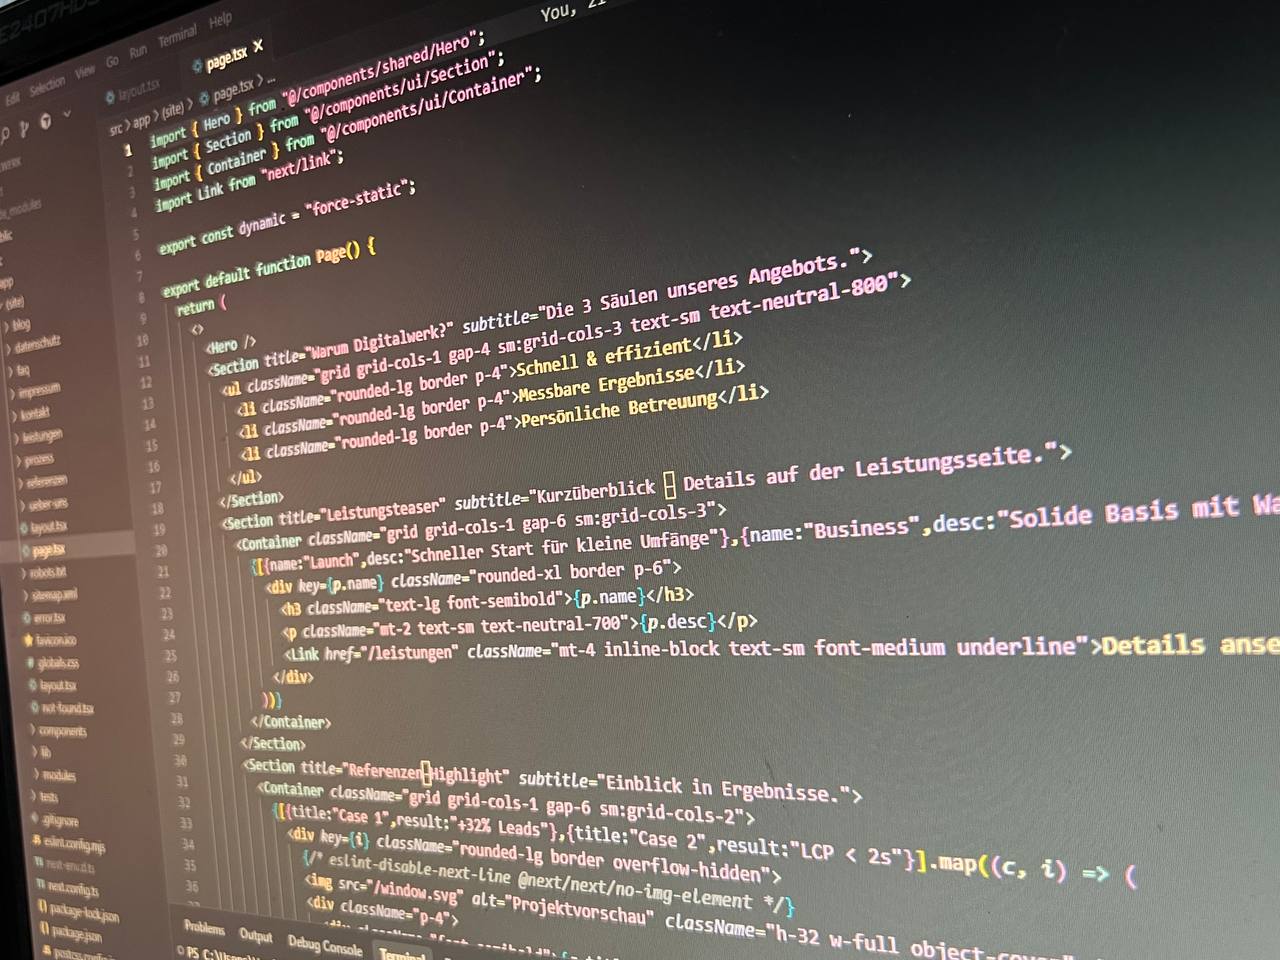 E2407HDS
Edit Selection View Go Run Terminal Help
You, 21
layout.tsx
page.tsx X
src > app > (site) > page.tsx > ...
1 import { Hero } from "@/components/shared/Hero";
2 import { Section } from "@/components/ui/Section";
3 import { Container } from "@/components/ui/Container";
4 import Link from "next/link";
5
6 export const dynamic = "force-static";
7
8 export default function Page() {
9 return (
10 <>
11 <Hero />
12 <Section title="Warum Digitalwerk?" subtitle="Die 3 Säulen unseres Angebots.">
13 <ul className="grid grid-cols-1 gap-4 sm:grid-cols-3 text-sm text-neutral-800">
14 <li className="rounded-lg border p-4">Schnell & effizient</li>
15 <li className="rounded-lg border p-4">Messbare Ergebnisse</li>
16 <li className="rounded-lg border p-4">Persönliche Betreuung</li>
17 </ul>
18 </Section>
19 <Section title="Leistungsteaser" subtitle="Kurzüberblick – Details auf der Leistungsseite.">
20 <Container className="grid grid-cols-1 gap-6 sm:grid-cols-3">
21 {[{name:"Launch",desc:"Schneller Start für kleine Umfänge"},{name:"Business",desc:"Solide Basis mit Wa
22 <div key={p.name} className="rounded-xl border p-6">
23 <h3 className="text-lg font-semibold">{p.name}</h3>
24 <p className="mt-2 text-sm text-neutral-700">{p.desc}</p>
25 <Link href="/leistungen" className="mt-4 inline-block text-sm font-medium underline">Details anse
26 </div>
27 ))}
28 </Container>
29 </Section>
30 <Section title="Referenzen‑Highlight" subtitle="Einblick in Ergebnisse.">
31 <Container className="grid grid-cols-1 gap-6 sm:grid-cols-2">
32 {[{title:"Case 1",result:"+32% Leads"},{title:"Case 2",result:"LCP < 2s"}].map((c, i) => (
33 <div key={i} className="rounded-lg border overflow-hidden">
34 {/* eslint-disable-next-line @next/next/no-img-element */}
35 <img src="/window.svg" alt="Projektvorschau" className="h-32 w-full object-cover"
36 <div className="p-4">
app
(site)
blog
datenschutz
faq
impressum
kontakt
leistungen
prozess
referenzen
ueber-uns
layout.tsx
page.tsx
robots.txt
sitemap.xml
error.tsx
favicon.ico
globals.css
layout.tsx
not-found.tsx
components
lib
modules
tests
.gitignore
eslint.config.mjs
next-env.d.ts
next.config.ts
package-lock.json
package.json
Problems Output Debug Console Terminal
PS C:\Users